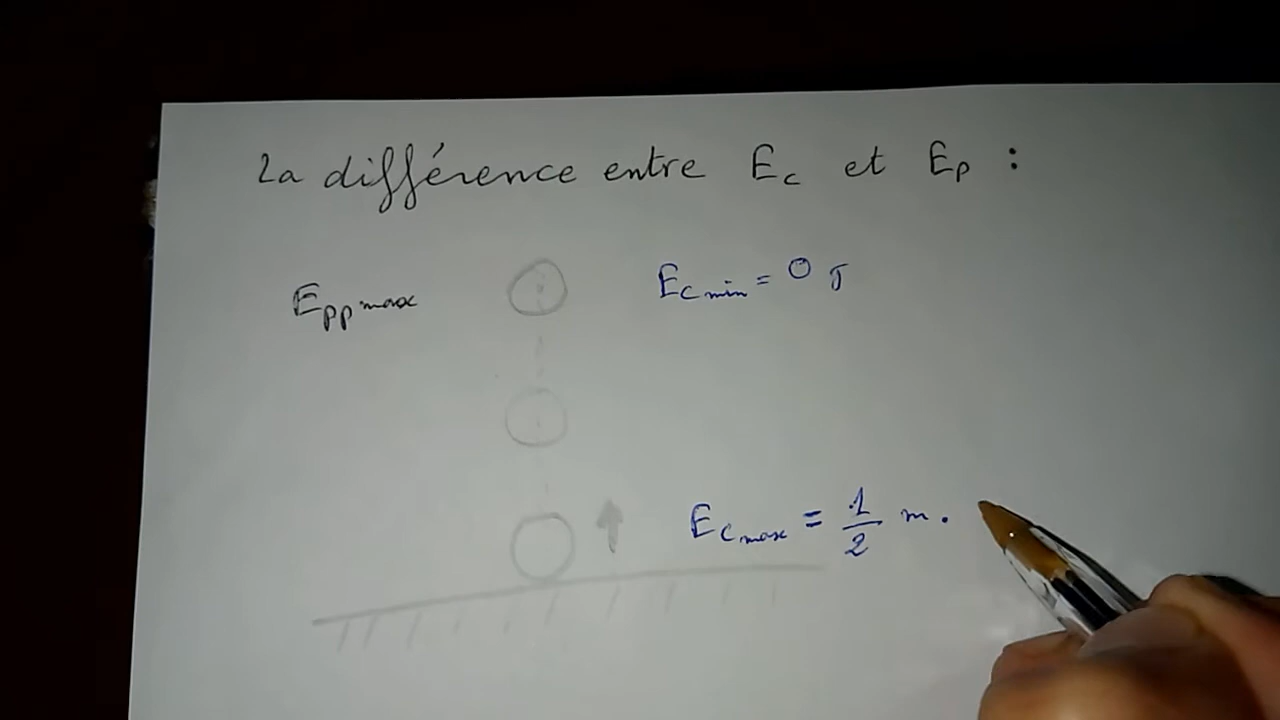 La différence entre Ec et Ep :
Epp max
Ec min = 0 J
Ec max = 1/2 m .